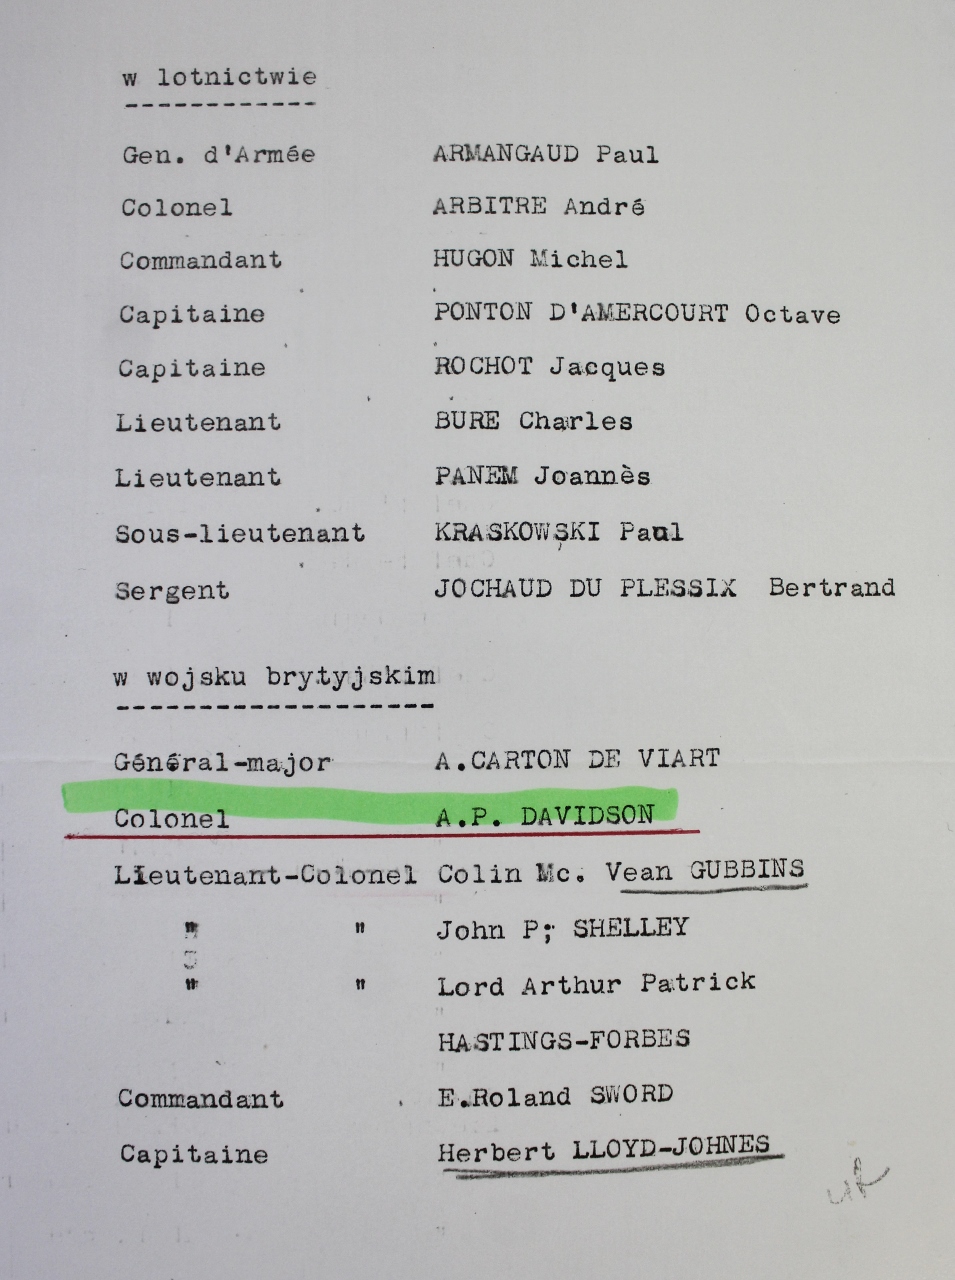 w lotnictwie
------------
Gen. d'Armée ARMANGAUD Paul
Colonel ARBITRE André
Commandant HUGON Michel
Capitaine PONTON D'AMERCOURT Octave
Capitaine ROCHOT Jacques
Lieutenant BURE Charles
Lieutenant PANEM Joannès
Sous-lieutenant KRASKOWSKI Paul
Sergent JOCHAUD DU PLESSIX Bertrand
w wojsku brytyjskim
-------------------
Général-major A.CARTON DE VIART
Colonel A.P. DAVIDSON
Lieutenant-Colonel Colin Mc. Vean GUBBINS
" " John P; SHELLEY
" " Lord Arthur Patrick
HASTINGS-FORBES
Commandant E.Roland SWORD
Capitaine Herbert LLOYD-JOHNES